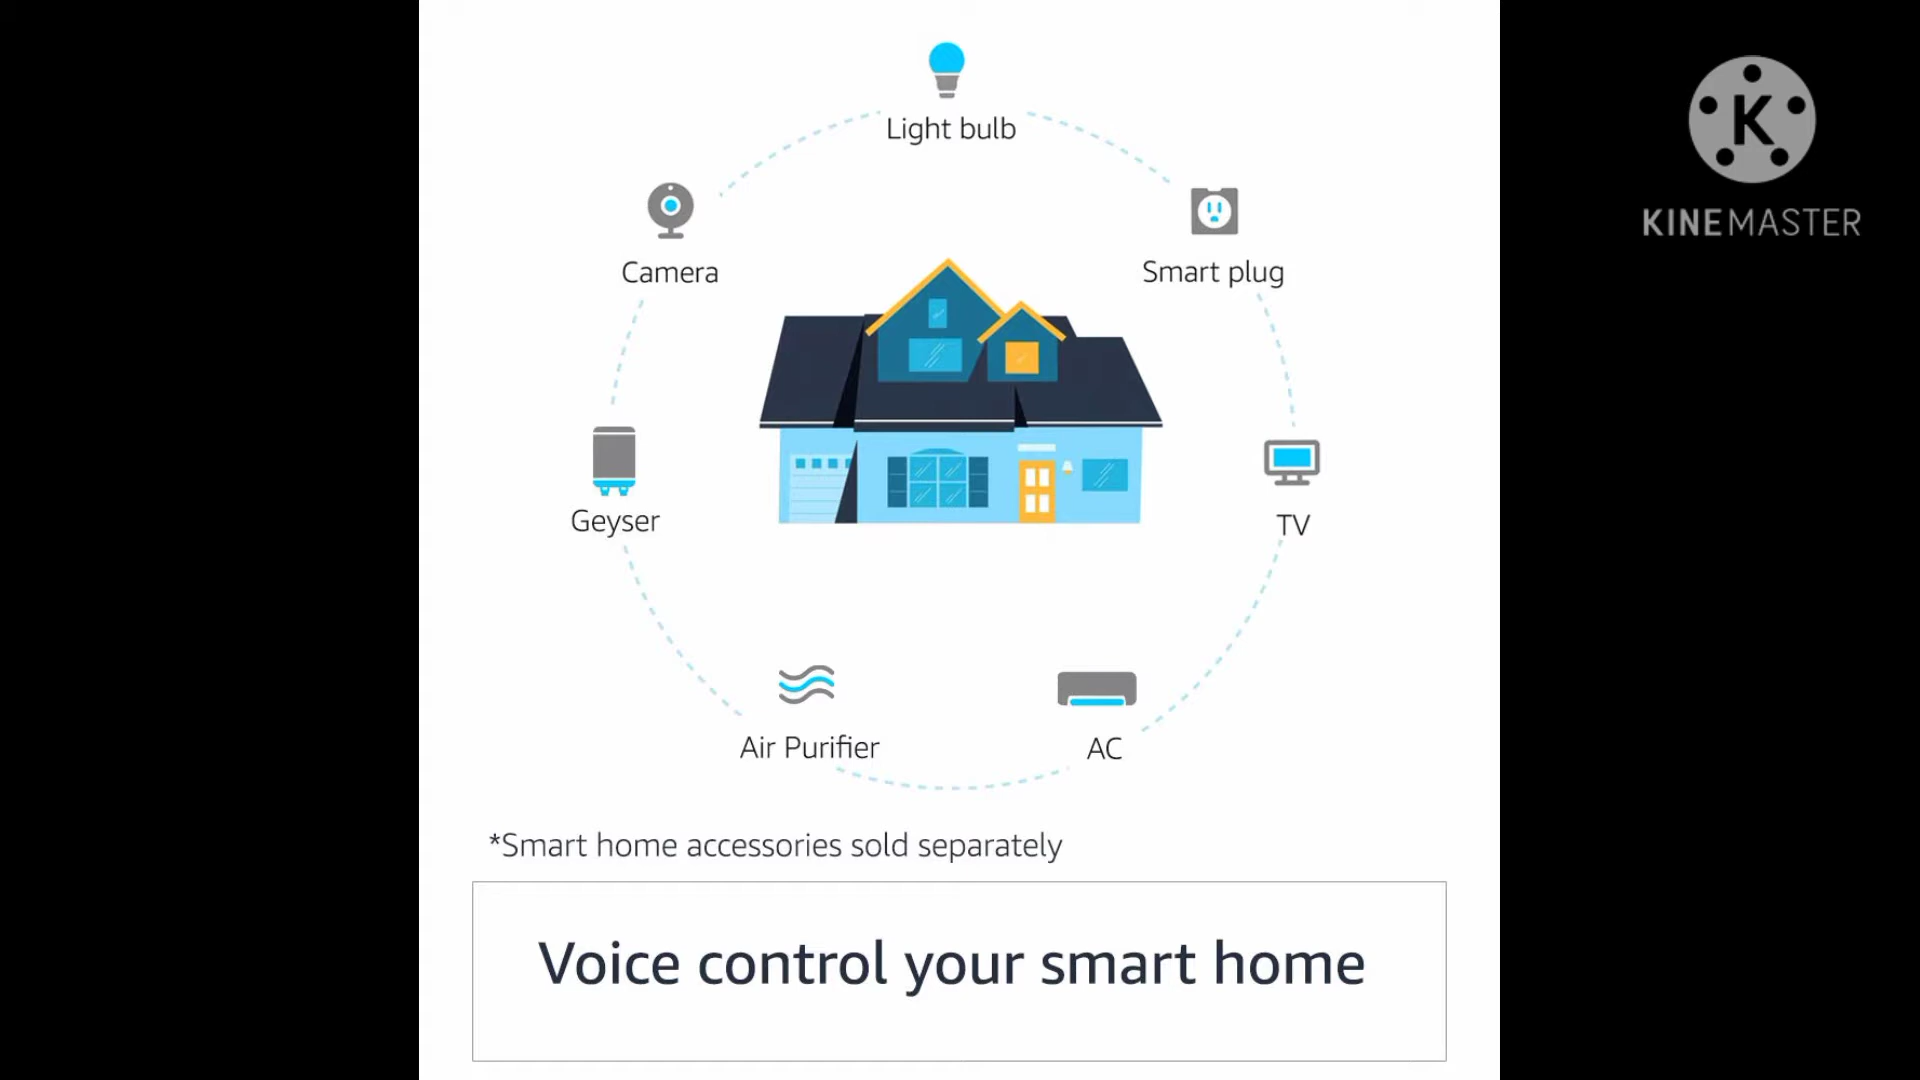 Light bulb
Camera
Smart plug
Geyser
TV
Air Purifier
AC
*Smart home accessories sold separately
Voice control your smart home
K
KINEMASTER